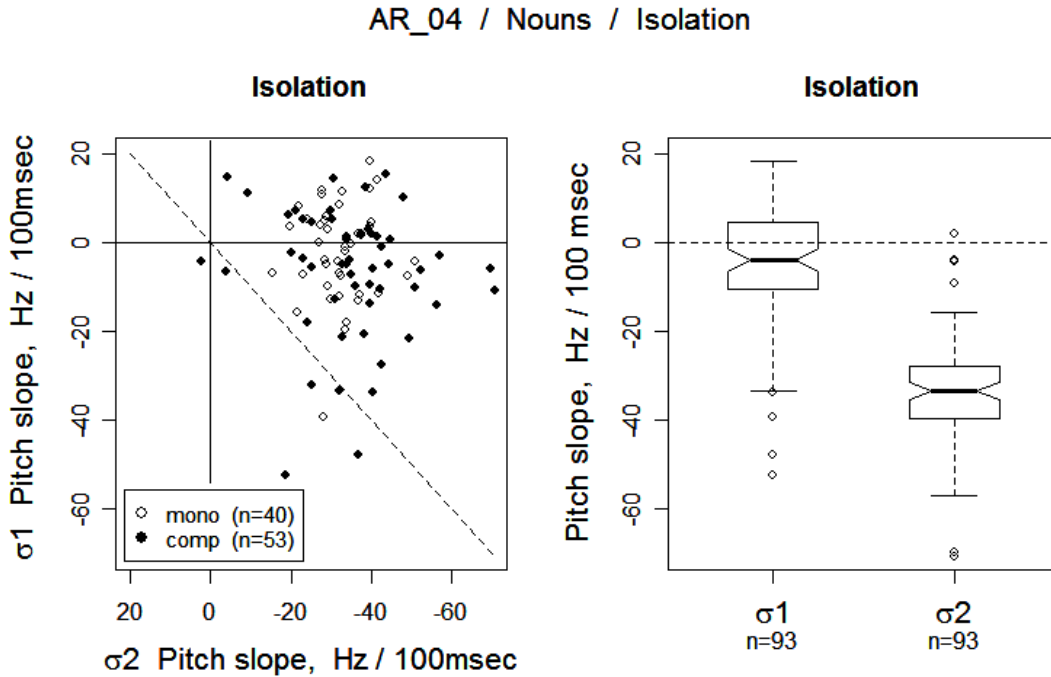 AR_04 / Nouns / Isolation
Isolation
σ1 Pitch slope, Hz / 100msec
20
0
-20
-40
-60
mono (n=40)
comp (n=53)
20
0
-20
-40
-60
σ2 Pitch slope, Hz / 100msec
Isolation
Pitch slope, Hz / 100 msec
20
0
-20
-40
-60
σ1
n=93
σ2
n=93